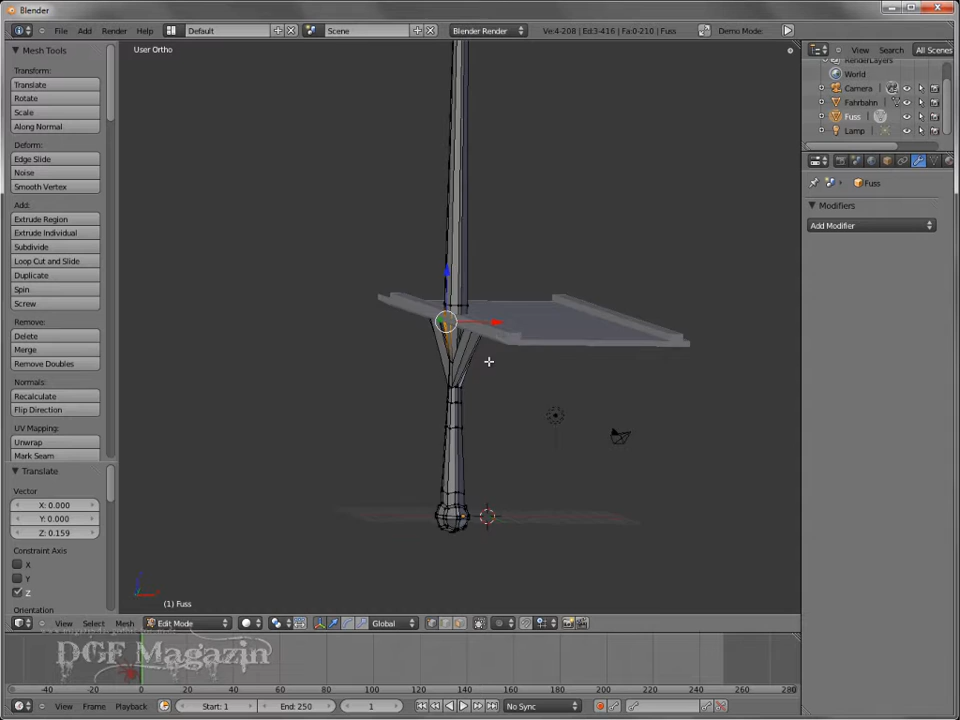 Blender
File Add Render Help Default Scene Blender Render Ve:4-208 | Ed:3-416 | Fa:0-210 | Fuss Demo Mode:
Mesh Tools
User Ortho
View Search All Scenes
RenderLayers
World
Camera
Fahrbahn
Fuss
Lamp
Fuss
Modifiers
Add Modifier
Transform:
Translate
Rotate
Scale
Along Normal
Deform:
Edge Slide
Noise
Smooth Vertex
Add:
Extrude Region
Extrude Individual
Subdivide
Loop Cut and Slide
Duplicate
Spin
Screw
Remove:
Delete
Merge
Remove Doubles
Normals:
Recalculate
Flip Direction
UV Mapping:
Unwrap
Mark Seam
Translate
Vector
X: 0.000
Y: 0.000
Z: 0.159
Constraint Axis
X
Y
Z
Orientation
(1) Fuss
View Select Mesh Edit Mode Global
DGF Magazin
-40 -20 0 20 40 60 80 100 120 140 160 180 200 220 240 260 280
View Frame Playback Start: 1 End: 250 1 No Sync